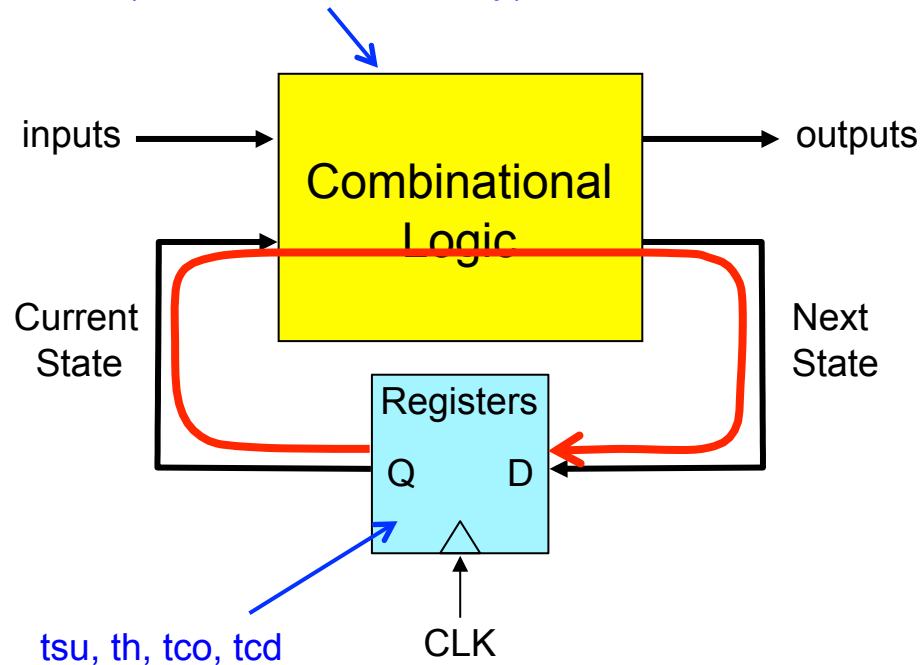 inputs
outputs
Combinational
Logic
Current
State
Next
State
Registers
Q
D
tsu, th, tco, tcd
CLK